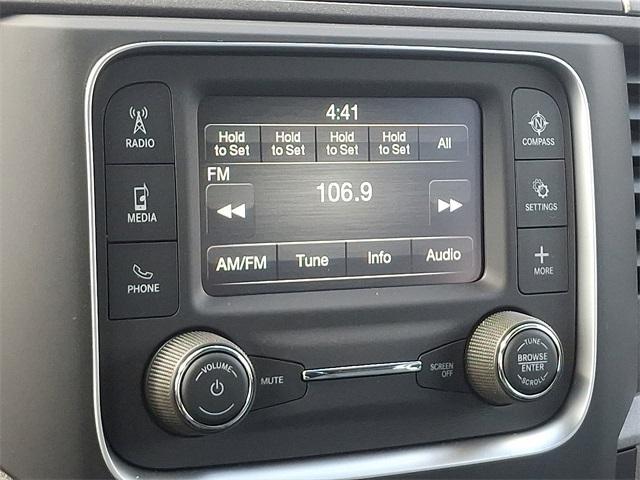 4:41
Hold to Set
Hold to Set
Hold to Set
Hold to Set
All
FM
106.9
AM/FM
Tune
Info
Audio
RADIO
MEDIA
PHONE
N
COMPASS
SETTINGS
MORE
VOLUME
MUTE
SCREEN OFF
TUNE
BROWSE
ENTER
SCROLL